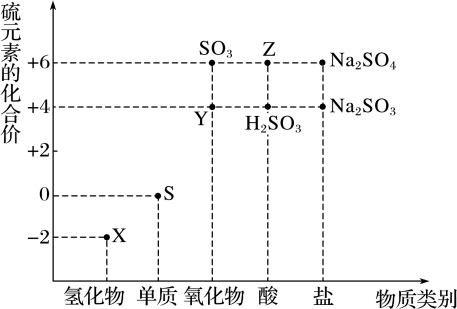 硫元素的化合价
+6
+4
+2
0
−2
SO₃
Z
Na₂SO₄
Y
H₂SO₃
Na₂SO₃
S
X
氢化物 单质 氧化物 酸 盐 物质类别